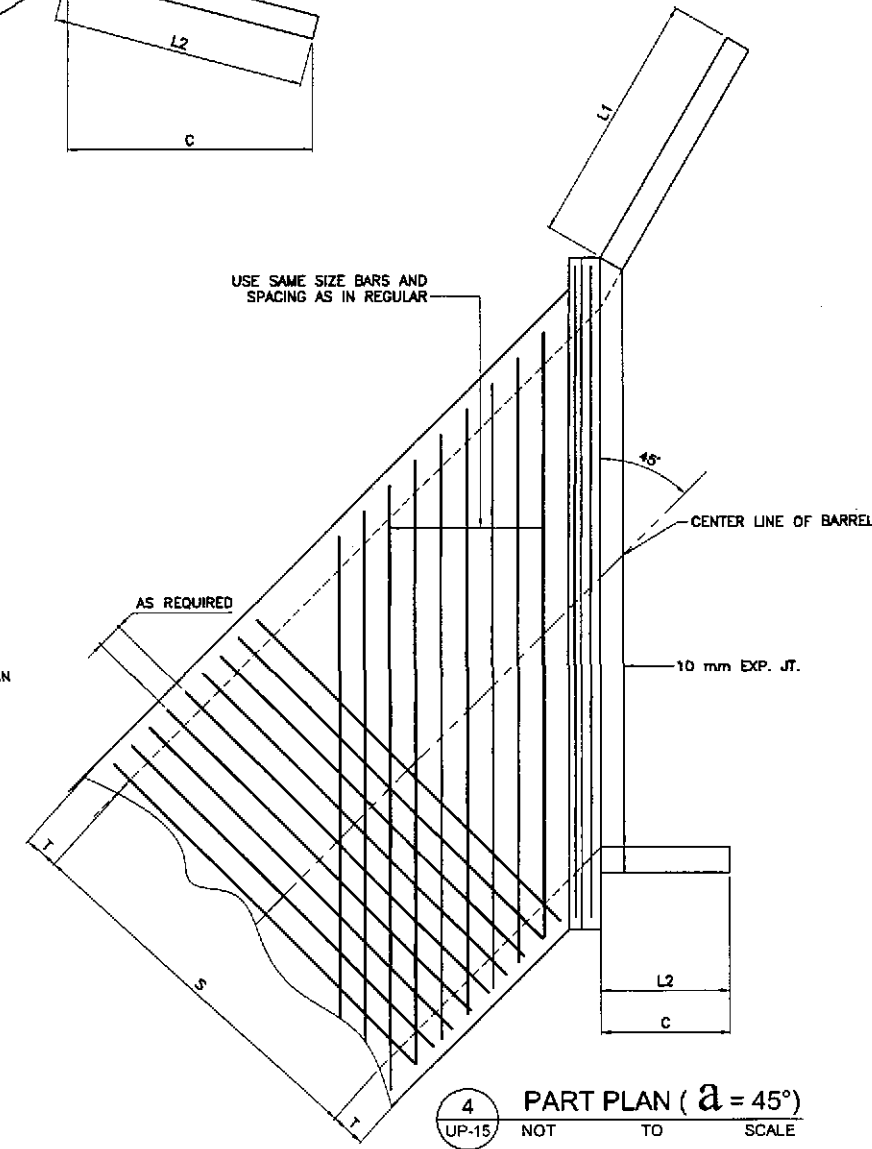 L2
C
L1
USE SAME SIZE BARS AND
SPACING AS IN REGULAR
45°
CENTER LINE OF BARREL
AS REQUIRED
10 mm EXP. JT.
N
T
S
T
L2
C
4
UP-15
PART PLAN ( a = 45°)
NOT TO SCALE